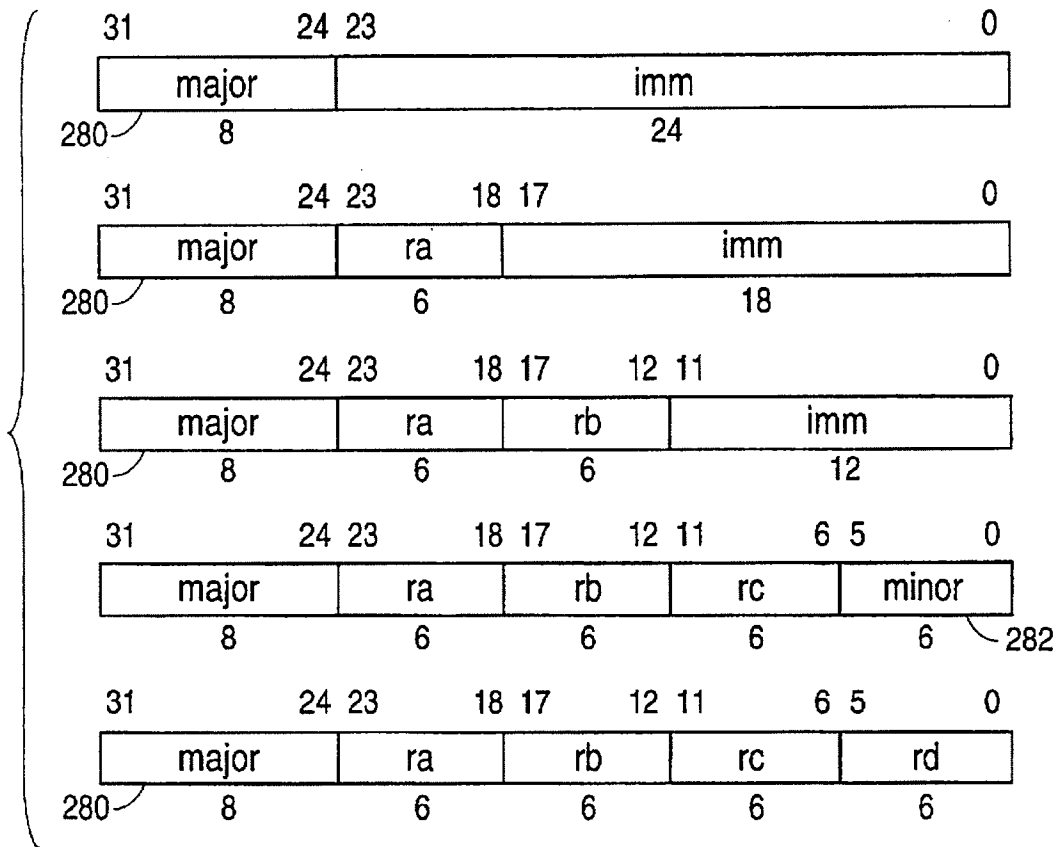 31 24 23 0
major imm
280 8 24
31 24 23 18 17 0
major ra imm
280 8 6 18
31 24 23 18 17 12 11 0
major ra rb imm
280 8 6 6 12
31 24 23 18 17 12 11 6 5 0
major ra rb rc minor
8 6 6 6 6 282
31 24 23 18 17 12 11 6 5 0
major ra rb rc rd
280 8 6 6 6 6